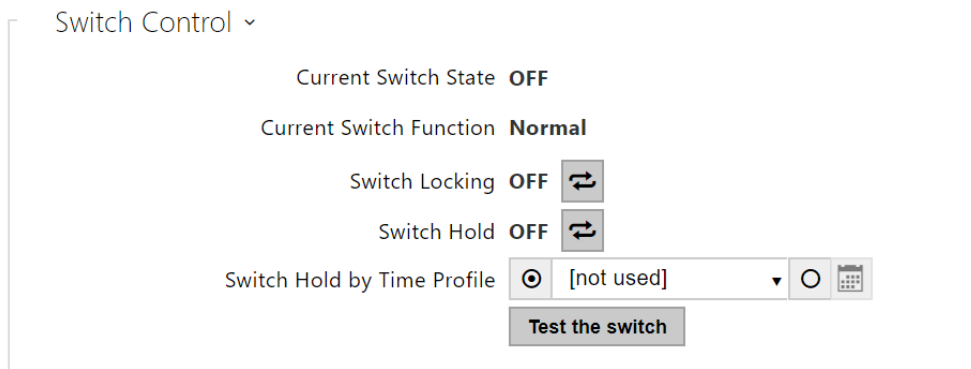 Switch Control
Current Switch State OFF
Current Switch Function Normal
Switch Locking OFF
Switch Hold OFF
Switch Hold by Time Profile [not used]
Test the switch